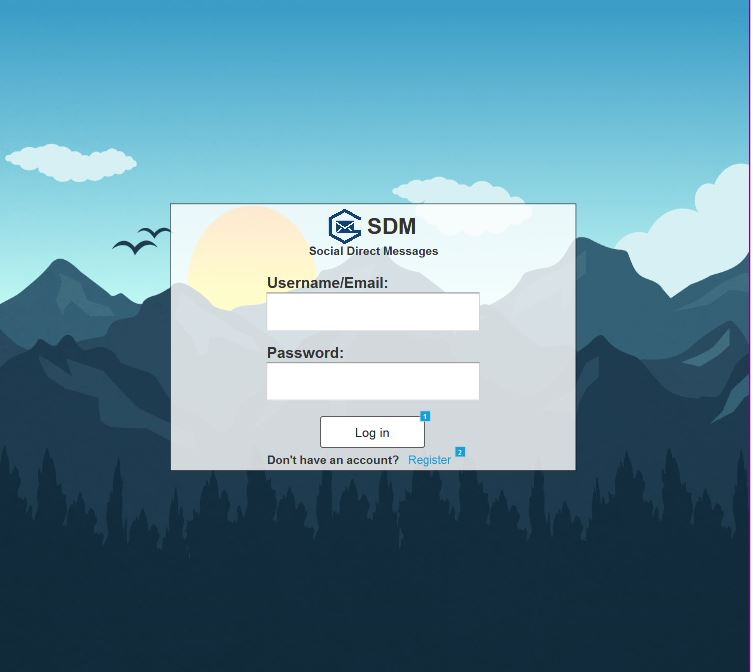 SDM
Social Direct Messages
Username/Email:
Password:
1
Log in
2
Don't have an account? Register